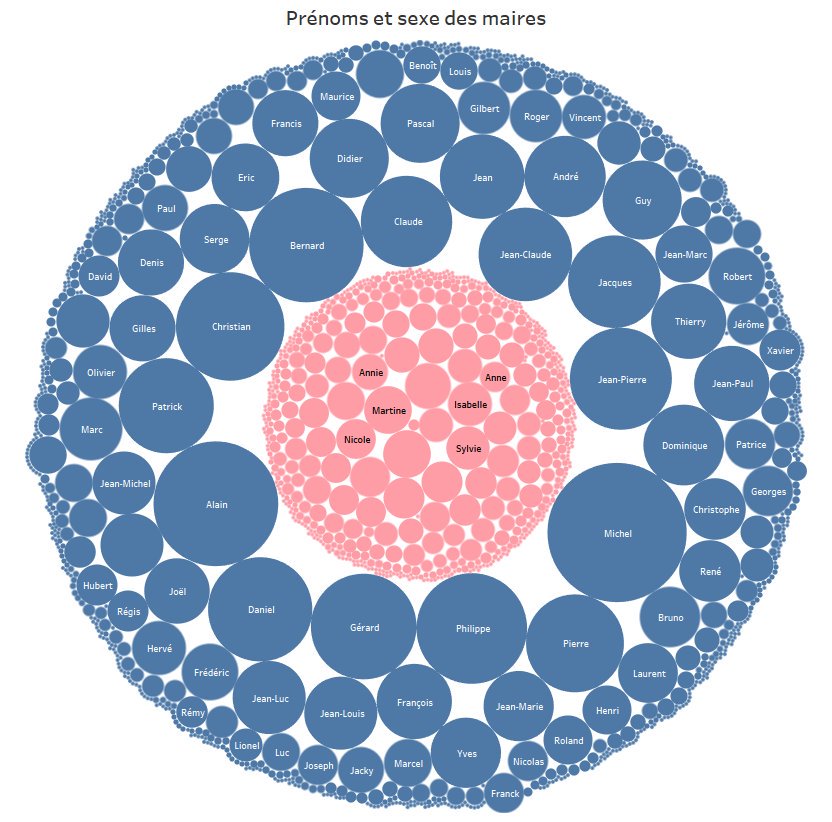 Prénoms et sexe des maires
Benoît
Louis
Maurice
Gilbert
Roger
Vincent
Francis
Pascal
Didier
Eric
Jean
André
Guy
Paul
Claude
Serge
Bernard
Jean-Claude
Jean-Marc
Denis
David
Jacques
Robert
Christian
Gilles
Thierry
Jérôme
Xavier
Olivier
Annie
Anne
Jean-Pierre
Jean-Paul
Patrick
Martine
Isabelle
Marc
Nicole
Sylvie
Dominique
Patrice
Jean-Michel
Georges
Alain
Christophe
Michel
René
Hubert
Joël
Régis
Daniel
Gérard
Philippe
Bruno
Pierre
Hervé
Frédéric
Laurent
Jean-Luc
François
Jean-Marie
Rémy
Jean-Louis
Henri
Lionel
Luc
Yves
Roland
Joseph
Jacky
Marcel
Nicolas
Franck